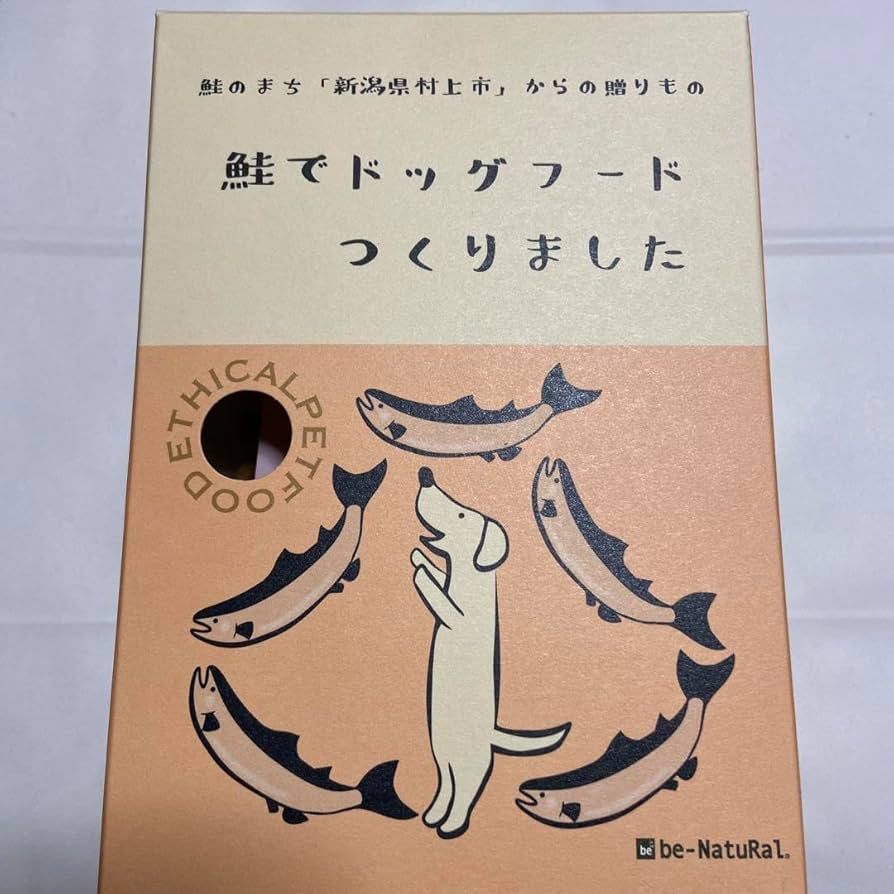 鮭のまち「新潟県村上市」からの贈りもの
鮭でドッグフード
つくりました
ETHICALPETFOOD
be be-NatuRal®